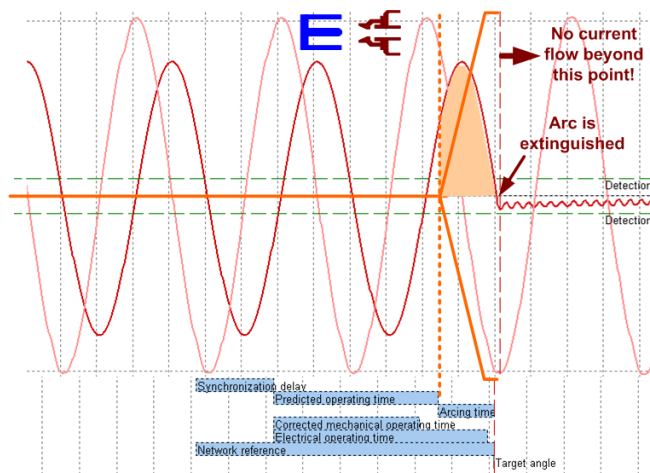 No current
flow beyond
this point!
Arc is
extinguished
Detection
Detection
Synchronization delay
Predicted operating time
Arcing time
Corrected mechanical operating time
Electrical operating time
Network reference
Target angle